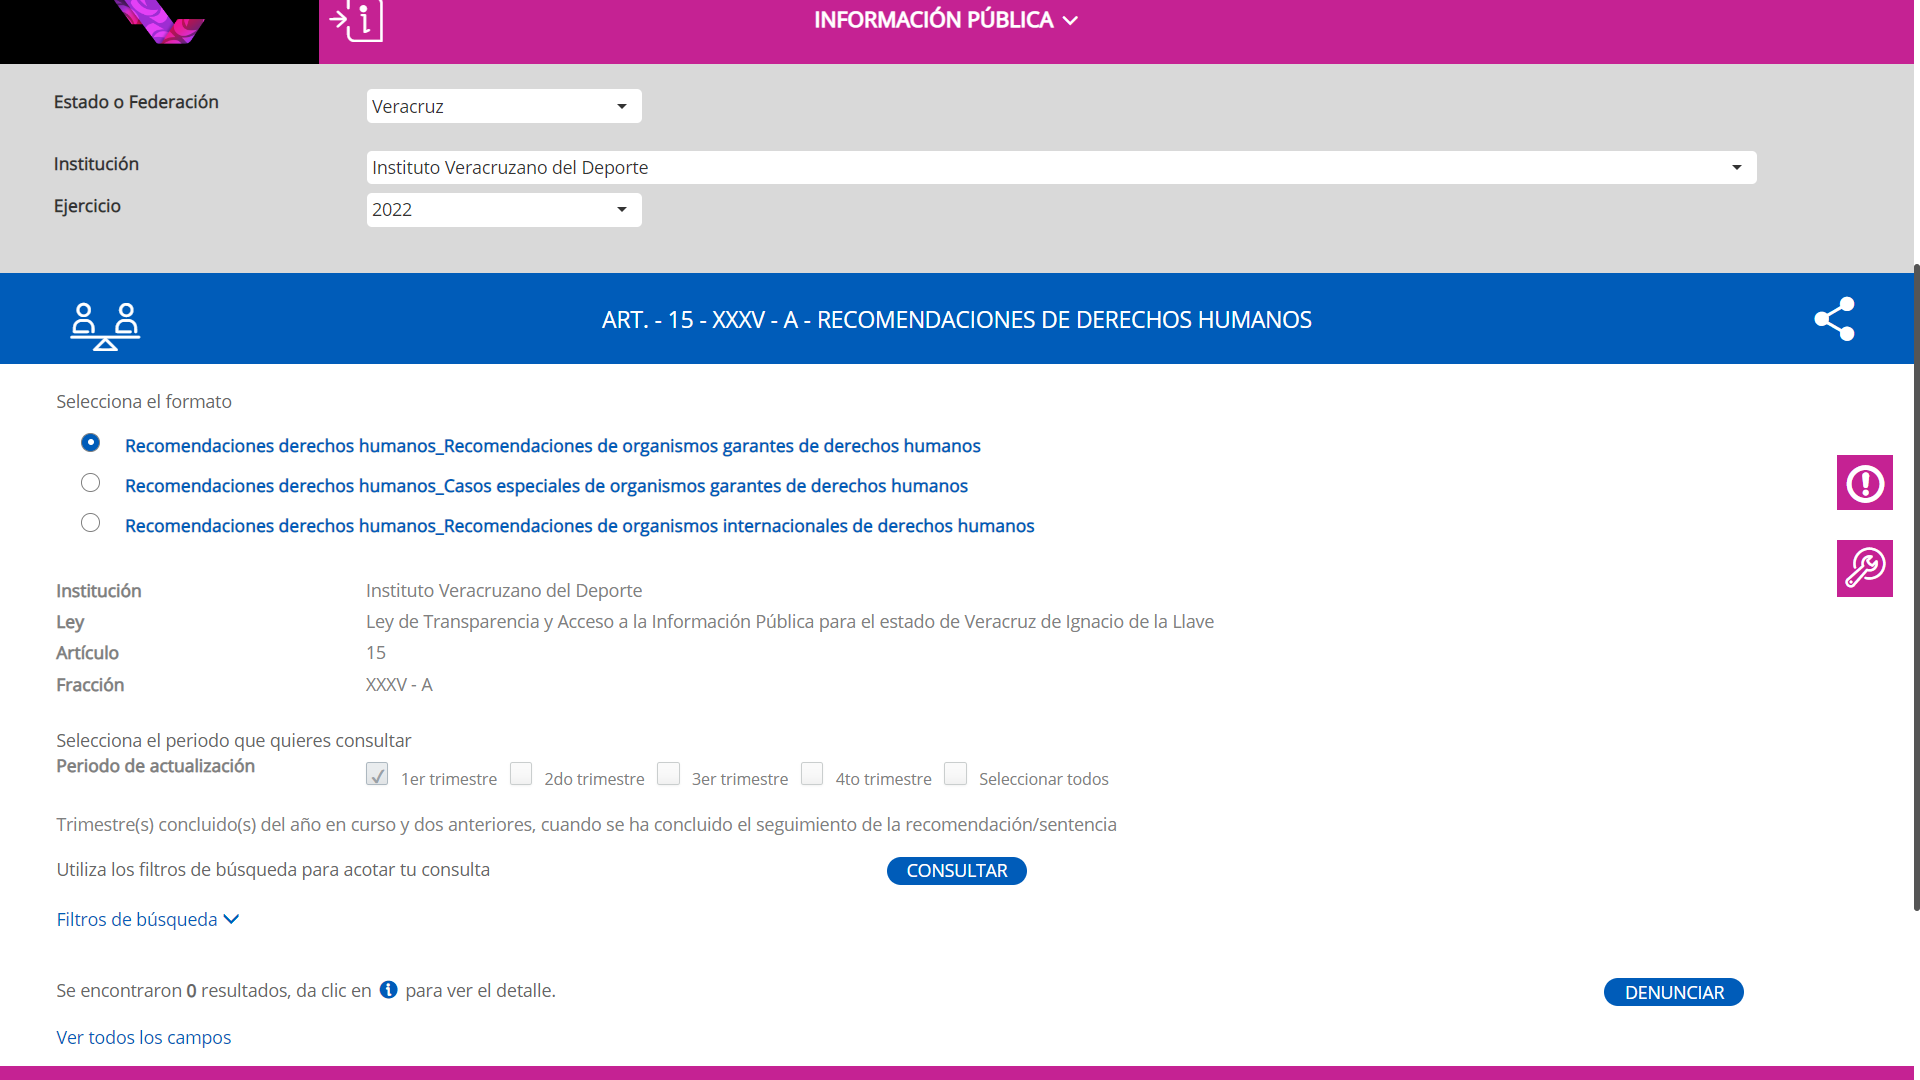 INFORMACIÓN PÚBLICA
Estado o Federación
Veracruz
Institución
Instituto Veracruzano del Deporte
Ejercicio
2022
ART. - 15 - XXXV - A - RECOMENDACIONES DE DERECHOS HUMANOS
Selecciona el formato
Recomendaciones derechos humanos_Recomendaciones de organismos garantes de derechos humanos
Recomendaciones derechos humanos_Casos especiales de organismos garantes de derechos humanos
Recomendaciones derechos humanos_Recomendaciones de organismos internacionales de derechos humanos
Institución Instituto Veracruzano del Deporte
Ley Ley de Transparencia y Acceso a la Información Pública para el estado de Veracruz de Ignacio de la Llave
Artículo 15
Fracción XXXV - A
Selecciona el periodo que quieres consultar
Periodo de actualización
1er trimestre 2do trimestre 3er trimestre 4to trimestre Seleccionar todos
Trimestre(s) concluido(s) del año en curso y dos anteriores, cuando se ha concluido el seguimiento de la recomendación/sentencia
Utiliza los filtros de búsqueda para acotar tu consulta CONSULTAR
Filtros de búsqueda
Se encontraron 0 resultados, da clic en i para ver el detalle. DENUNCIAR
Ver todos los campos